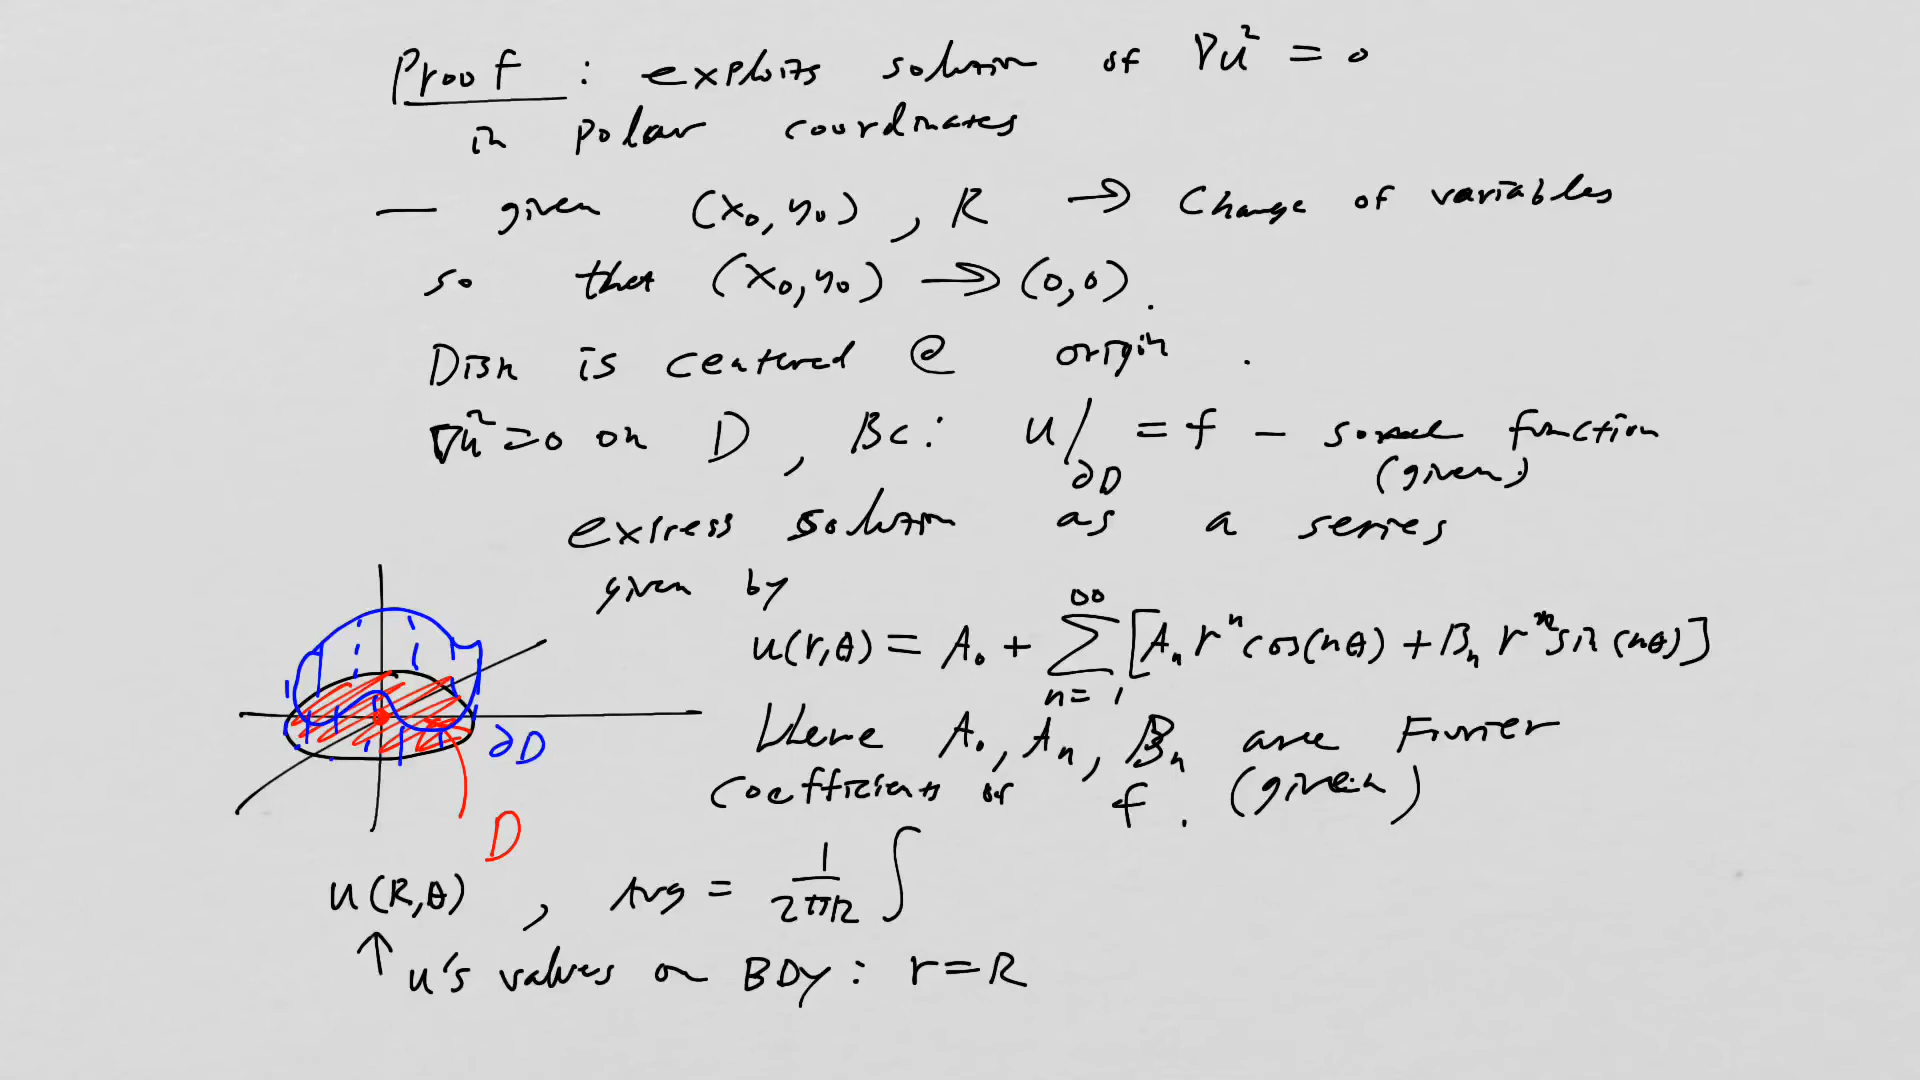 Proof : exploits solution of ∇u² = 0
in polar coordinates
— given (x₀, y₀), R → Change of variables
so that (x₀, y₀) → (0,0).
Disk is centered @ origin.
∇u² = 0 on D, BC: u|∂D = f – some function
(given)
express solution as a series
given by
u(r,θ) = A₀ + ∑ₙ₌₁^∞ [Aₙ rⁿ cos(nθ) + Bₙ rⁿ sin(nθ)]
Here A₀, Aₙ, Bₙ are Fourier
∂D
coefficients of f. (given)
D
u(R,θ), Avg = 1/2πR ∫
↑ u's values on BDy: r = R